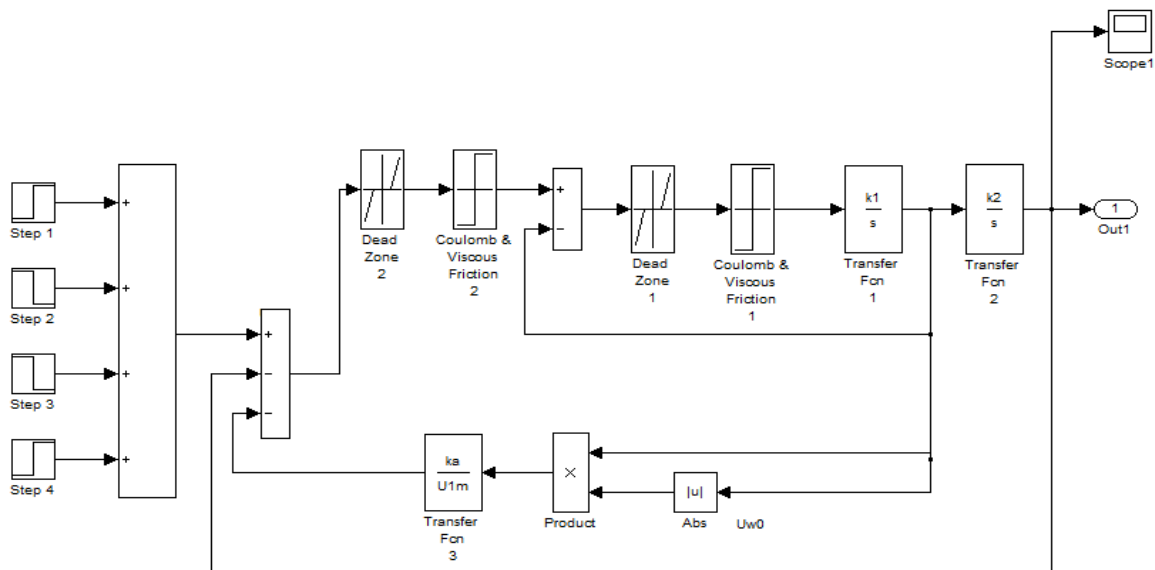 Scope1
Step 1
+
Step 2
+
Step 3
+
Step 4
+
+
−
−
Dead
Zone
2
Coulomb &
Viscous
Friction
2
+
−
Dead
Zone
1
Coulomb &
Viscous
Friction
1
k1
s
Transfer
Fcn
1
k2
s
Transfer
Fcn
2
1
Out1
ka
U1m
Transfer
Fcn
3
×
Product
|u|
Abs
Uw0